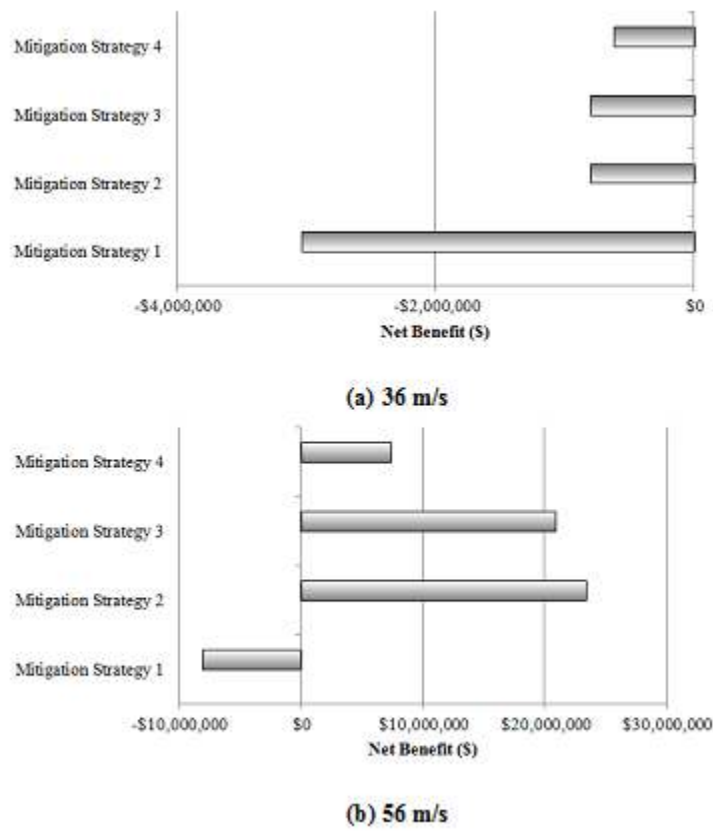 Mitigation Strategy 4
Mitigation Strategy 3
Mitigation Strategy 2
Mitigation Strategy 1
-$4,000,000 -$2,000,000 $0
Net Benefit ($)
(a) 36 m/s
Mitigation Strategy 4
Mitigation Strategy 3
Mitigation Strategy 2
Mitigation Strategy 1
-$10,000,000 $0 $10,000,000 $20,000,000 $30,000,000
Net Benefit ($)
(b) 56 m/s